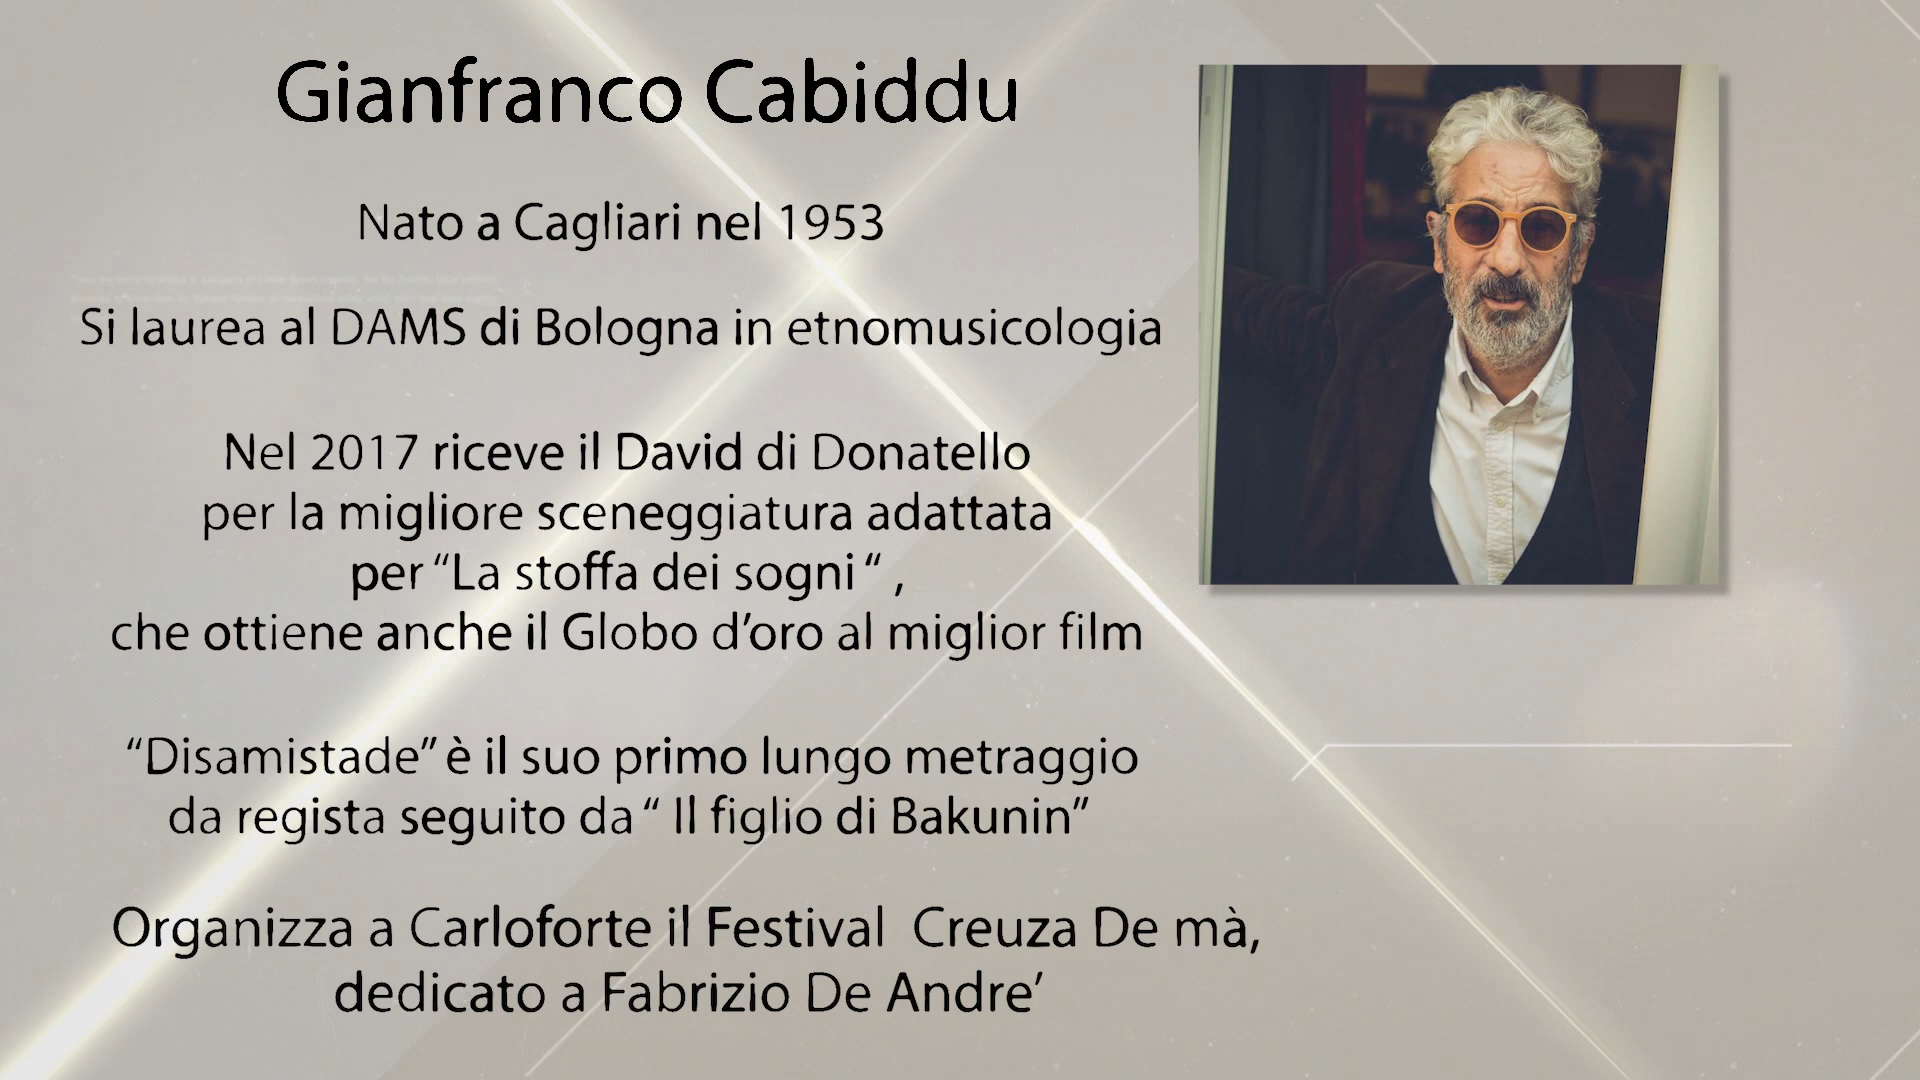 Gianfranco Cabiddu
Nato a Cagliari nel 1953
Si laurea al DAMS di Bologna in etnomusicologia
Nel 2017 riceve il David di Donatello
per la migliore sceneggiatura adattata
per “La stoffa dei sogni “ ,
che ottiene anche il Globo d’oro al miglior film
“Disamistade” è il suo primo lungo metraggio
da regista seguito da “ Il figlio di Bakunin”
Organizza a Carloforte il Festival  Creuza De mà,
dedicato a Fabrizio De Andre’